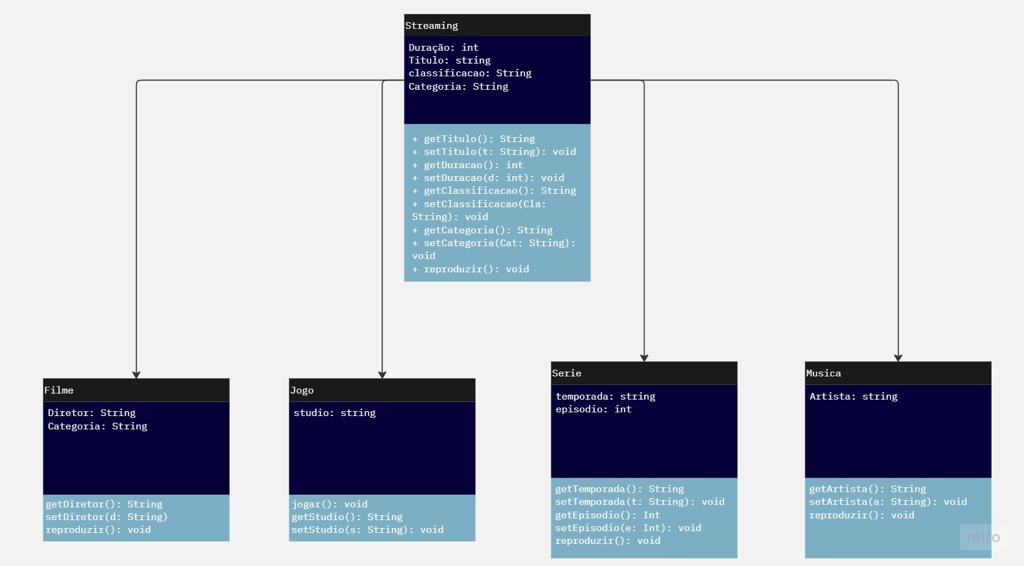 Streaming
Duração: int
Titulo: string
classificacao: String
Categoria: String
+ getTitulo(): String
+ setTitulo(t: String): void
+ getDuracao(): int
+ setDuracao(d: int): void
+ getClassificacao(): String
+ setClassificacao(Cla:
String): void
+ getCategoria(): String
+ setCategoria(Cat: String):
void
+ reproduzir(): void
Filme
Diretor: String
Categoria: String
getDiretor(): String
setDiretor(d: String)
reproduzir(): void
Jogo
studio: string
jogar(): void
getStudio(): String
setStudio(s: String): void
Serie
temporada: string
episodio: int
getTemporada(): String
setTemporada(t: String): void
getEpisodio(): Int
setEpisodio(e: Int): void
reproduzir(): void
Musica
Artista: string
getArtista(): String
setArtista(a: String): void
reproduzir(): void
miro